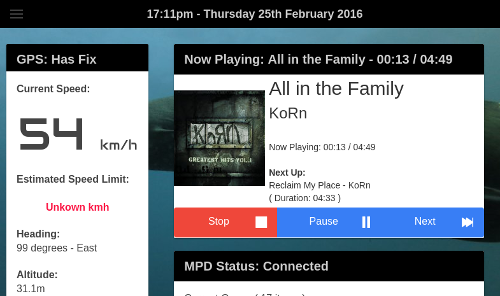 17:11pm - Thursday 25th February 2016
GPS: Has Fix
Current Speed:
54 km/h
Estimated Speed Limit:
Unkown kmh
Heading:
99 degrees - East
Altitude:
31.1m
Now Playing: All in the Family - 00:13 / 04:49
KoRn
GREATEST HITS VOL.1
All in the Family
KoRn
Now Playing: 00:13 / 04:49
Next Up:
Reclaim My Place - KoRn
( Duration: 04:33 )
Stop
Pause
Next
MPD Status: Connected